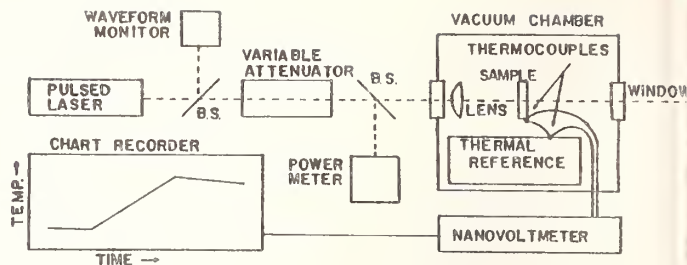 WAVEFORM
MONITOR
VACUUM CHAMBER
THERMOCOUPLES
VARIABLE
ATTENUATOR
B.S.
SAMPLE
PULSED
LASER
B.S.
LENS
WINDOW
CHART RECORDER
POWER
METER
THERMAL
REFERENCE
TEMP.→
NANOVOLTMETER
TIME →